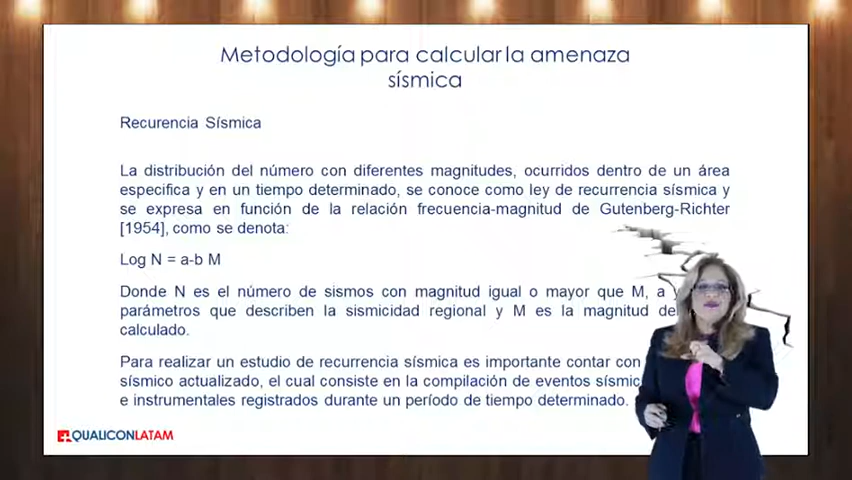 Metodología para calcular la amenaza
sísmica
Recurencia Sísmica
La distribución del número con diferentes magnitudes, ocurridos dentro de un área
especifica y en un tiempo determinado, se conoce como ley de recurrencia sísmica y
se expresa en función de la relación frecuencia-magnitud de Gutenberg-Richter
[1954], como se denota:
Log N = a-b M
Donde N es el número de sismos con magnitud igual o mayor que M, a y
parámetros que describen la sismicidad regional y M es la magnitud de
calculado.
Para realizar un estudio de recurrencia sísmica es importante contar con
sísmico actualizado, el cual consiste en la compilación de eventos
e instrumentales registrados durante un período de tiempo determinado.
QUALICONLATAM